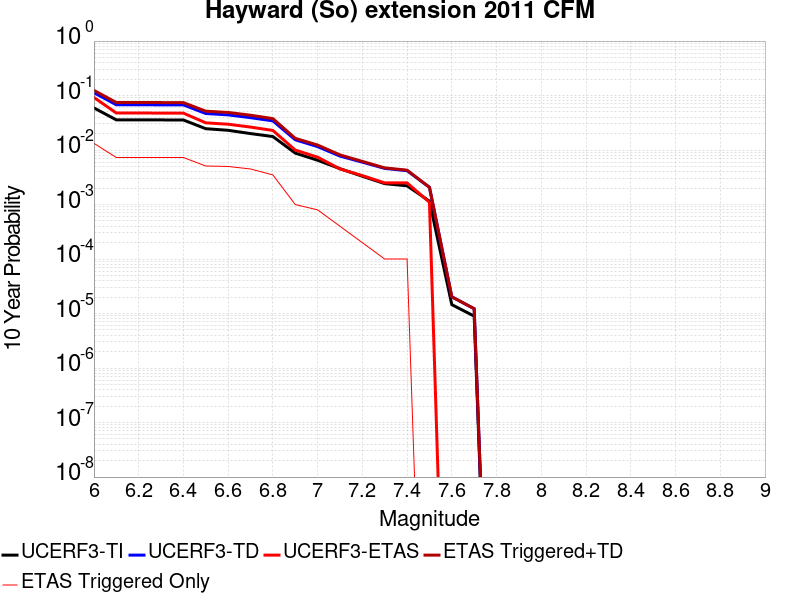 Hayward (So) extension 2011 CFM
10 Year Probability
10^0
10^-1
10^-2
10^-3
10^-4
10^-5
10^-6
10^-7
10^-8
6 6.2 6.4 6.6 6.8 7 7.2 7.4 7.6 7.8 8 8.2 8.4 8.6 8.8 9
Magnitude
UCERF3-TI UCERF3-TD UCERF3-ETAS ETAS Triggered+TD
ETAS Triggered Only